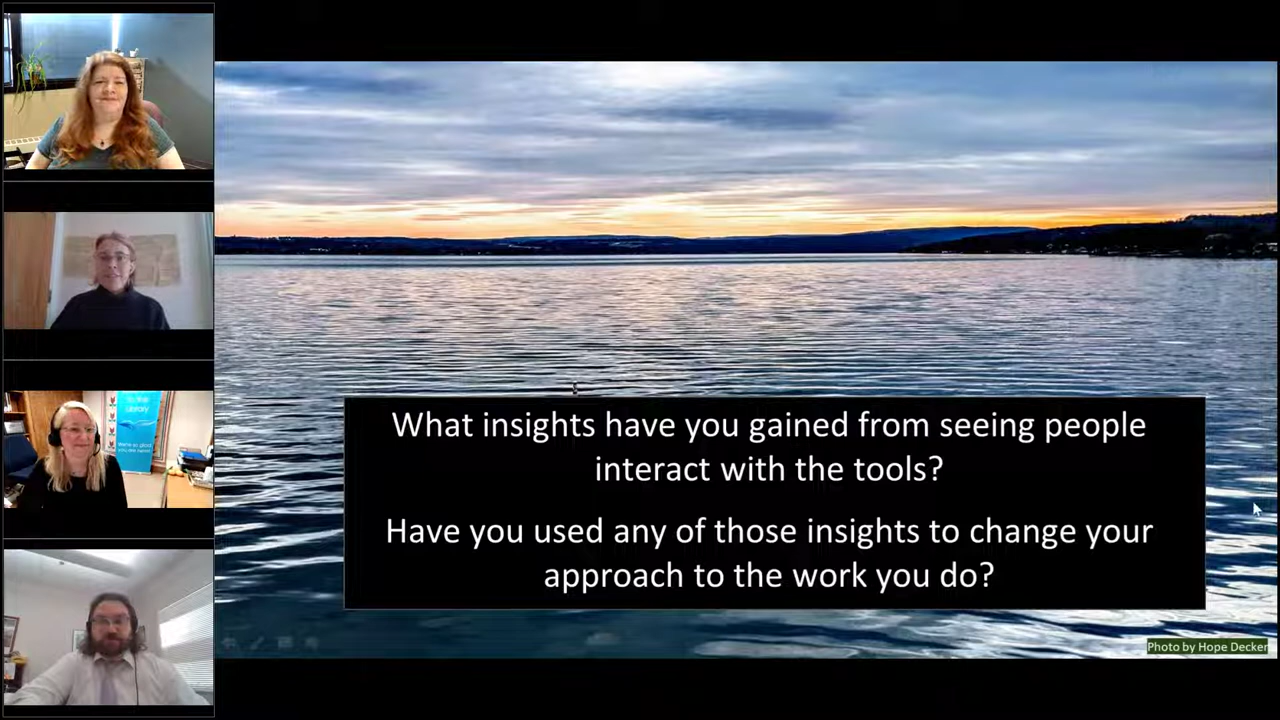 What insights have you gained from seeing people
interact with the tools?
Have you used any of those insights to change your
approach to the work you do?
Photo by Hope Decker